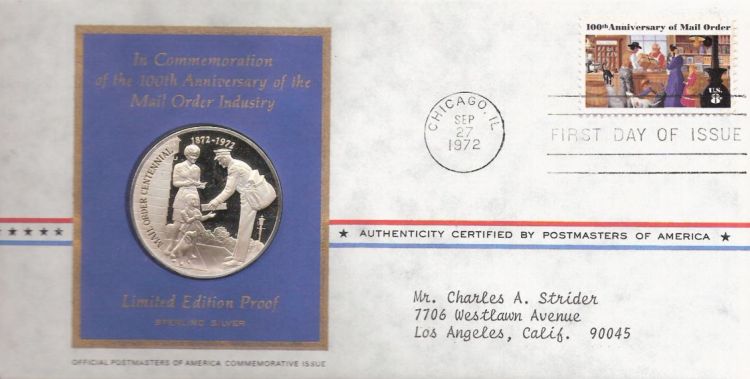 In Commemoration
of the 100th Anniversary of the
Mail Order Industry
MAIL ORDER CENTENNIAL
1872-1972
Limited Edition Proof
STERLING SILVER
OFFICIAL POSTMASTERS OF AMERICA COMMEMORATIVE ISSUE
100th Anniversary of Mail Order
U.S.
8¢
CHICAGO, IL
SEP
27
1972
FIRST DAY OF ISSUE
★ AUTHENTICITY CERTIFIED BY POSTMASTERS OF AMERICA ★
Mr. Charles A. Strider
7706 Westlawn Avenue
Los Angeles, Calif. 90045